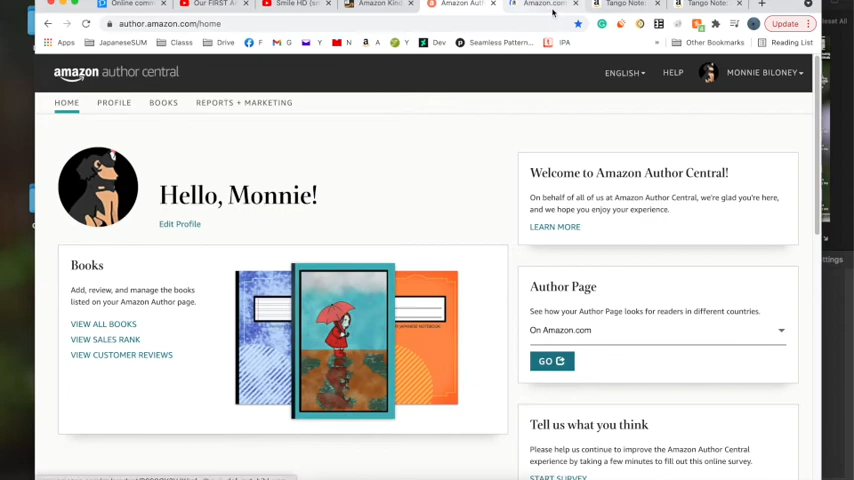 Online comm
Our FIRST A
Smile HD (sm
Amazon Kind
Amazon Auth
Amazon.com
Tango Note:
Tango Note:
author.amazon.com/home
Update
Apps
JapaneseSUM
Classs
Drive
F
G
Y
N
A
Y
Dev
Seamless Patter...
IPA
»
Other Bookmarks
Reading List
amazon author central
ENGLISH
HELP
MONNIE BILONEY
HOME
PROFILE
BOOKS
REPORTS + MARKETING
Hello, Monnie!
Edit Profile
Welcome to Amazon Author Central!
On behalf of all of us at Amazon Author Central, we're glad you're here,
and we hope you enjoy your experience.
LEARN MORE
Books
Add, review, and manage the books
listed on your Amazon Author page.
VIEW ALL BOOKS
VIEW SALES RANK
VIEW CUSTOMER REVIEWS
Author Page
See how your Author Page looks for readers in different countries.
On Amazon.com
GO
Tell us what you think
Please help us continue to improve the Amazon Author Central
experience by taking a few minutes to fill out this online survey.
START SURVEY